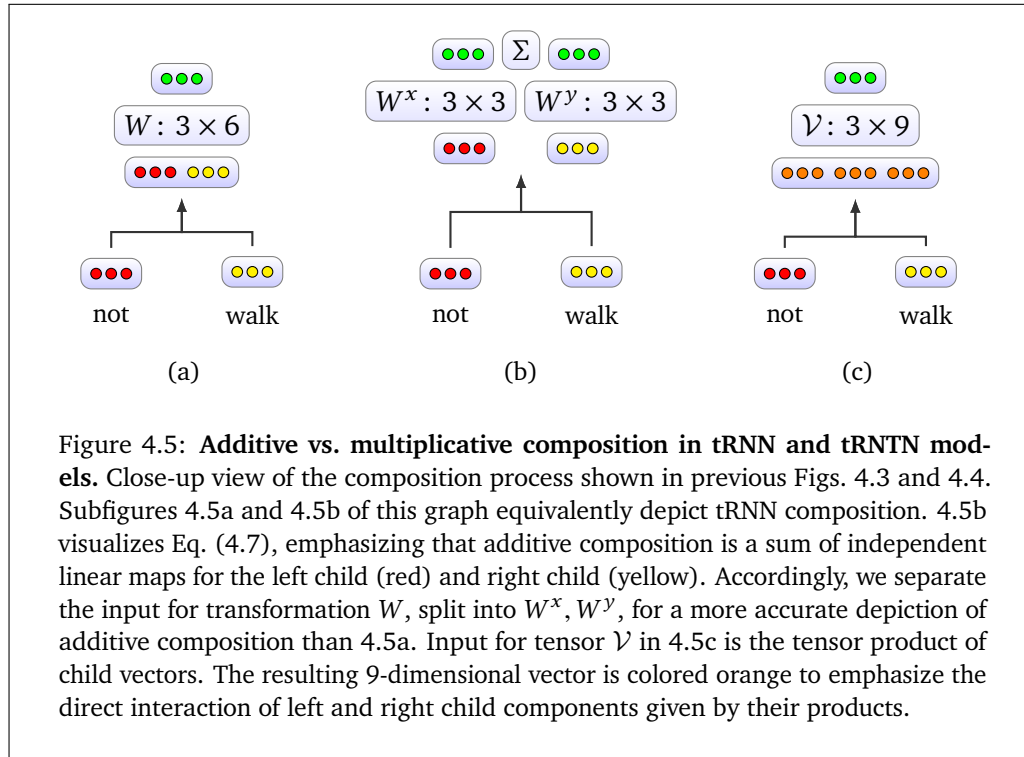 Σ
W : 3 × 6
W^x : 3 × 3 W^y : 3 × 3
𝒱 : 3 × 9
not walk not walk not walk
(a) (b) (c)
Figure 4.5: Additive vs. multiplicative composition in tRNN and tRNTN mod-
els. Close-up view of the composition process shown in previous Figs. 4.3 and 4.4.
Subfigures 4.5a and 4.5b of this graph equivalently depict tRNN composition. 4.5b
visualizes Eq. (4.7), emphasizing that additive composition is a sum of independent
linear maps for the left child (red) and right child (yellow). Accordingly, we separate
the input for transformation W, split into W^x, W^y, for a more accurate depiction of
additive composition than 4.5a. Input for tensor 𝒱 in 4.5c is the tensor product of
child vectors. The resulting 9-dimensional vector is colored orange to emphasize the
direct interaction of left and right child components given by their products.